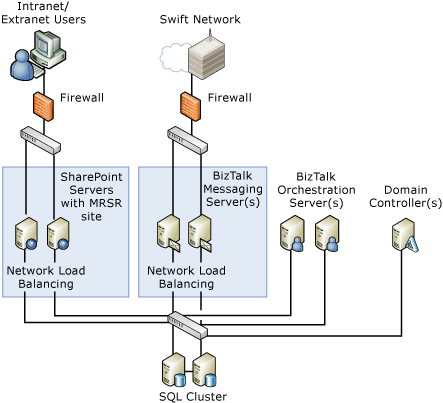 Intranet/
Extranet Users
Swift Network
Firewall
Firewall
SharePoint
Servers
with MRSR
site
BizTalk
Messaging
Server(s)
BizTalk
Orchestration
Server(s)
Domain
Controller(s)
Network Load
Balancing
Network Load
Balancing
SQL Cluster